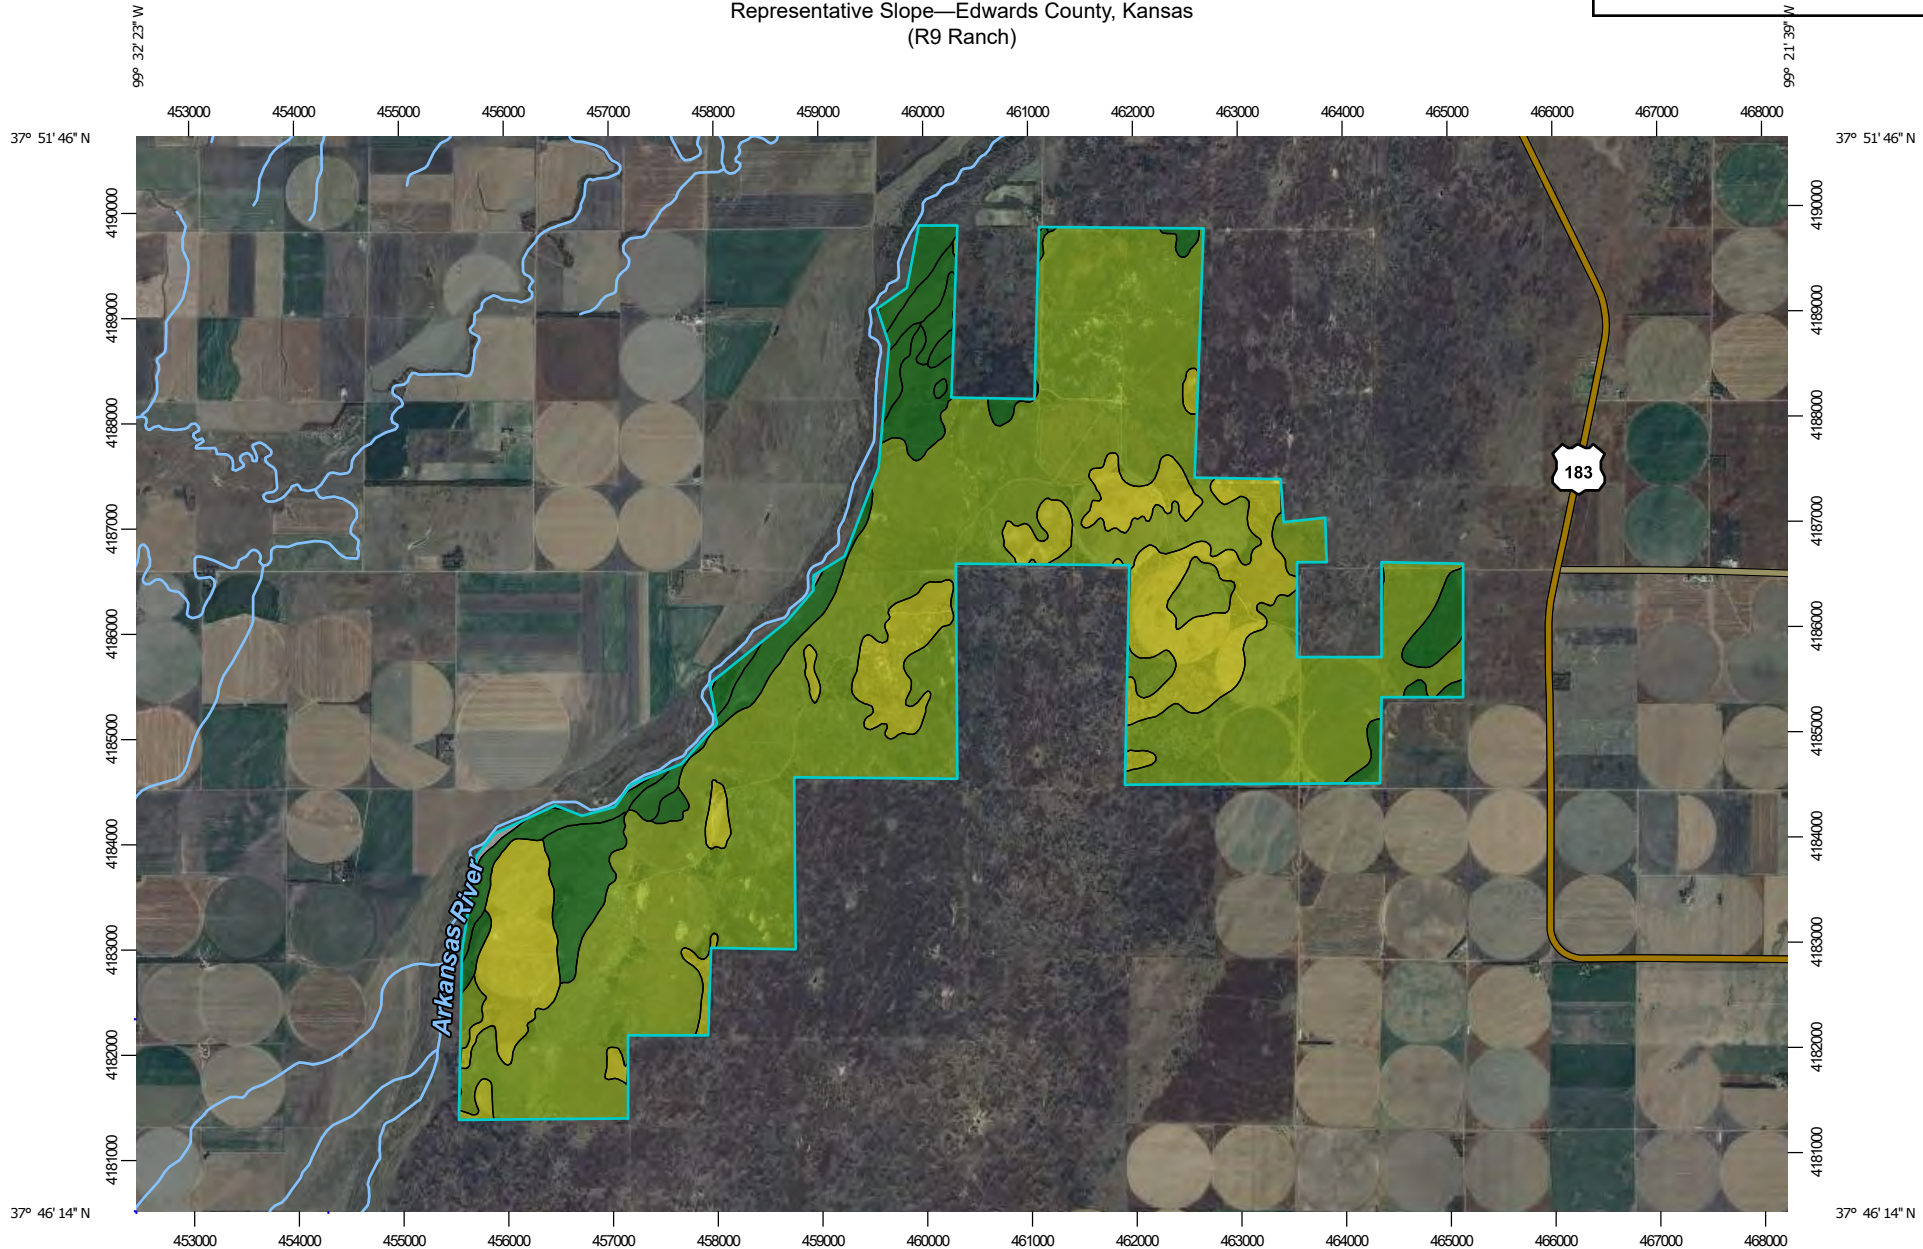 Representative Slope—Edwards County, Kansas
(R9 Ranch)
99° 32' 23" W
99° 21' 39" W
453000 454000 455000 456000 457000 458000 459000 460000 461000 462000 463000 464000 465000 466000 467000 468000
37° 51' 46" N
37° 51' 46" N
4190000
4190000
4189000
4189000
4188000
4188000
183
4187000
4187000
4186000
4186000
4185000
4185000
4184000
4184000
Arkansas River
4183000
4183000
4182000
4182000
4181000
4181000
37° 46' 14" N
37° 46' 14" N
453000 454000 455000 456000 457000 458000 459000 460000 461000 462000 463000 464000 465000 466000 467000 468000